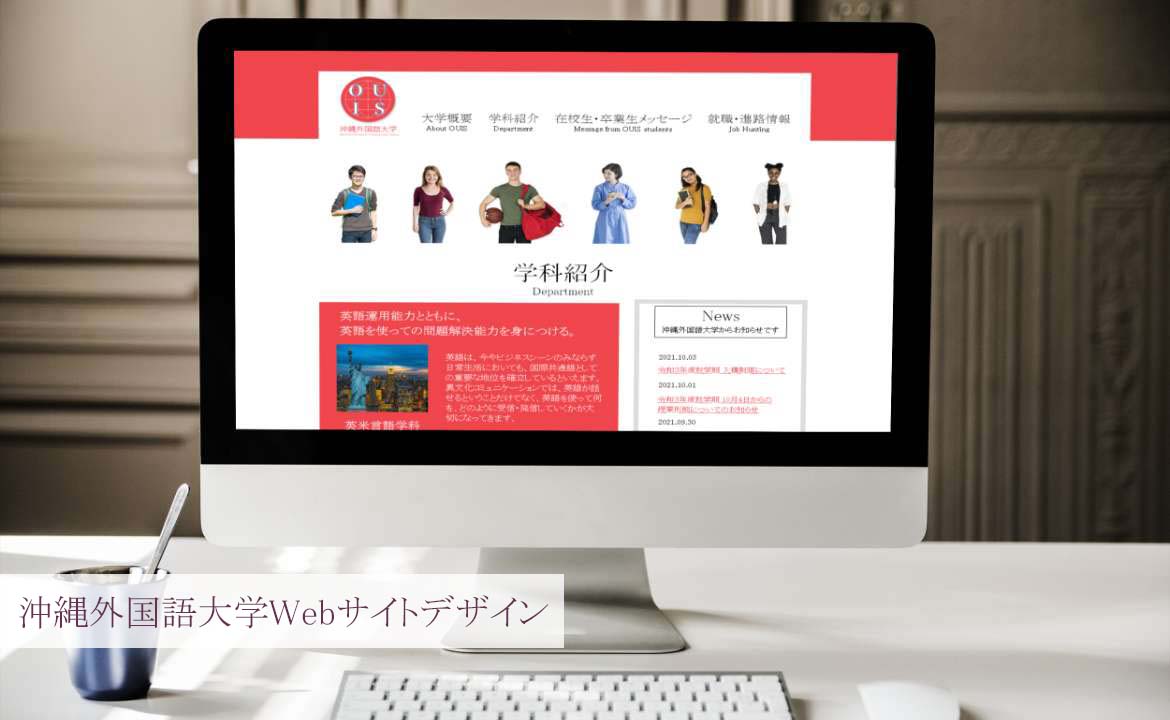 O U
I S
沖縄外国語大学
大学概要 学科紹介 在校生・卒業生メッセージ 就職・進路情報
About OUIS Department Message from OUIS students Job Hunting
学科紹介
Department
英語運用能力とともに、
英語を使っての問題解決能力を身につける。
英語は、今やビジネスシーンのみならず
日常生活においても、国際共通語として
の重要な地位を確立しているといえます。
異文化コミュニケーションでは、英語が話
せるということだけでなく、英語を使って何
を、どのように受信・発信していくかが大
切になってきます。
英米言語学科
News
沖縄外国語大学からお知らせです
2021.10.03
令和3年度秋学期
2021.10.01
令和3年度秋学期 10月4日からの
授業形態についてのお知らせ
2021.09.30
沖縄外国語大学Webサイトデザイン